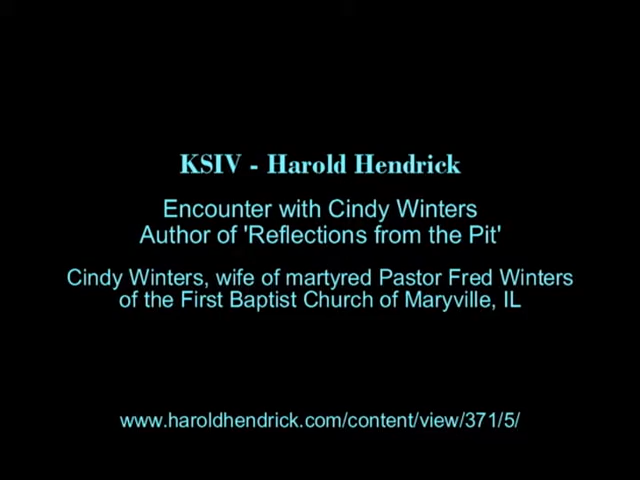 KSIV - Harold Hendrick
Encounter with Cindy Winters
Author of 'Reflections from the Pit'
Cindy Winters, wife of martyred Pastor Fred Winters
of the First Baptist Church of Maryville, IL
www.haroldhendrick.com/content/view/371/5/